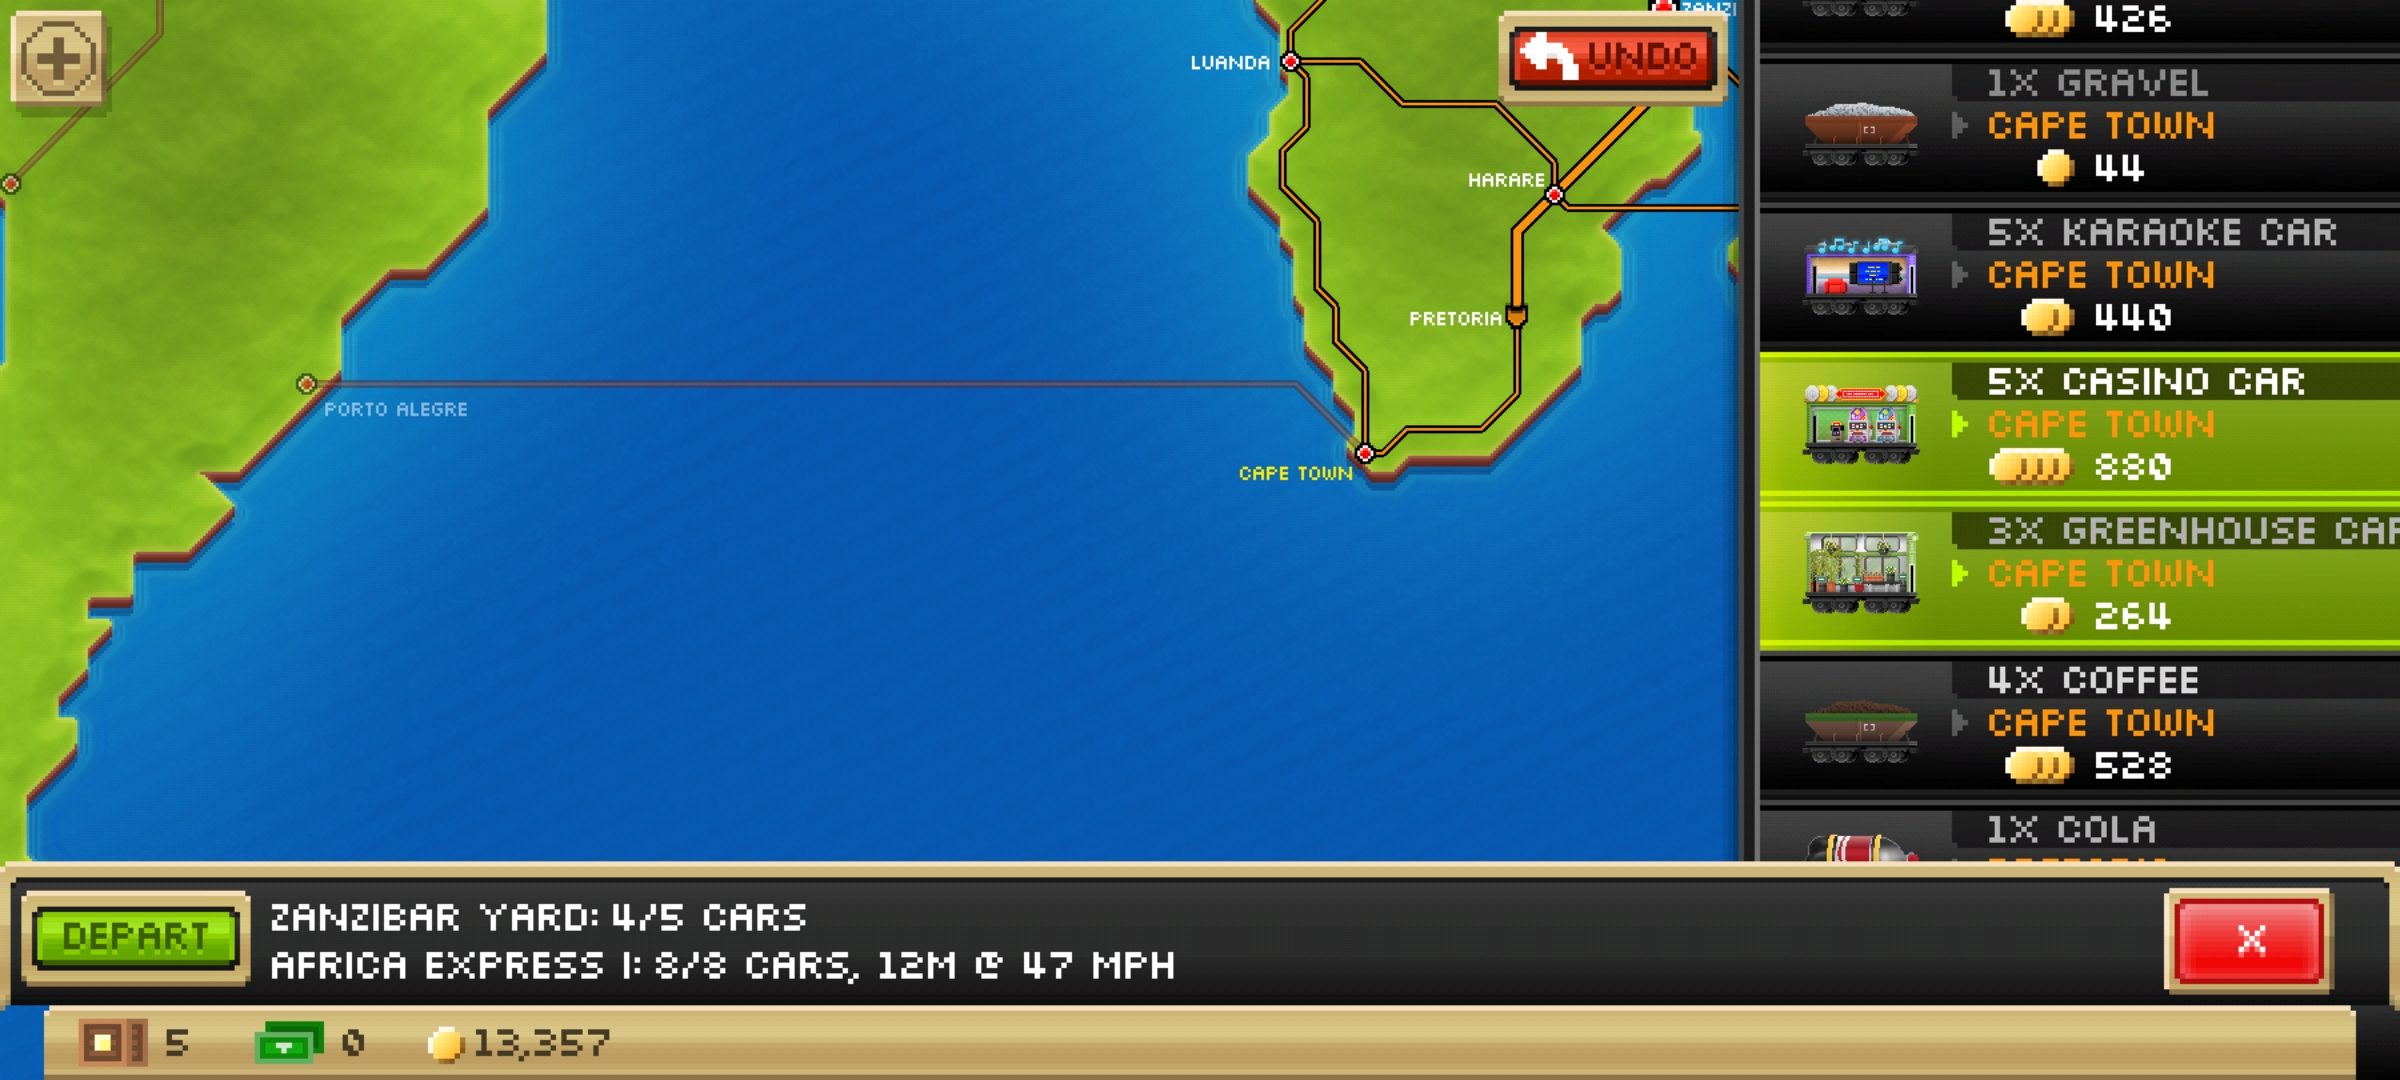 ZANZI
UNDO
LUANDA
HARARE
PRETORIA
PORTO ALEGRE
CAPE TOWN
426
1X GRAVEL
CAPE TOWN
44
5X KARAOKE CAR
CAPE TOWN
440
5X CASINO CAR
CAPE TOWN
880
3X GREENHOUSE CAR
CAPE TOWN
264
4X COFFEE
CAPE TOWN
528
1X COLA
DEPART
ZANZIBAR YARD: 4/5 CARS
AFRICA EXPRESS I: 8/8 CARS, 12M @ 47 MPH
X
5
0
13,357